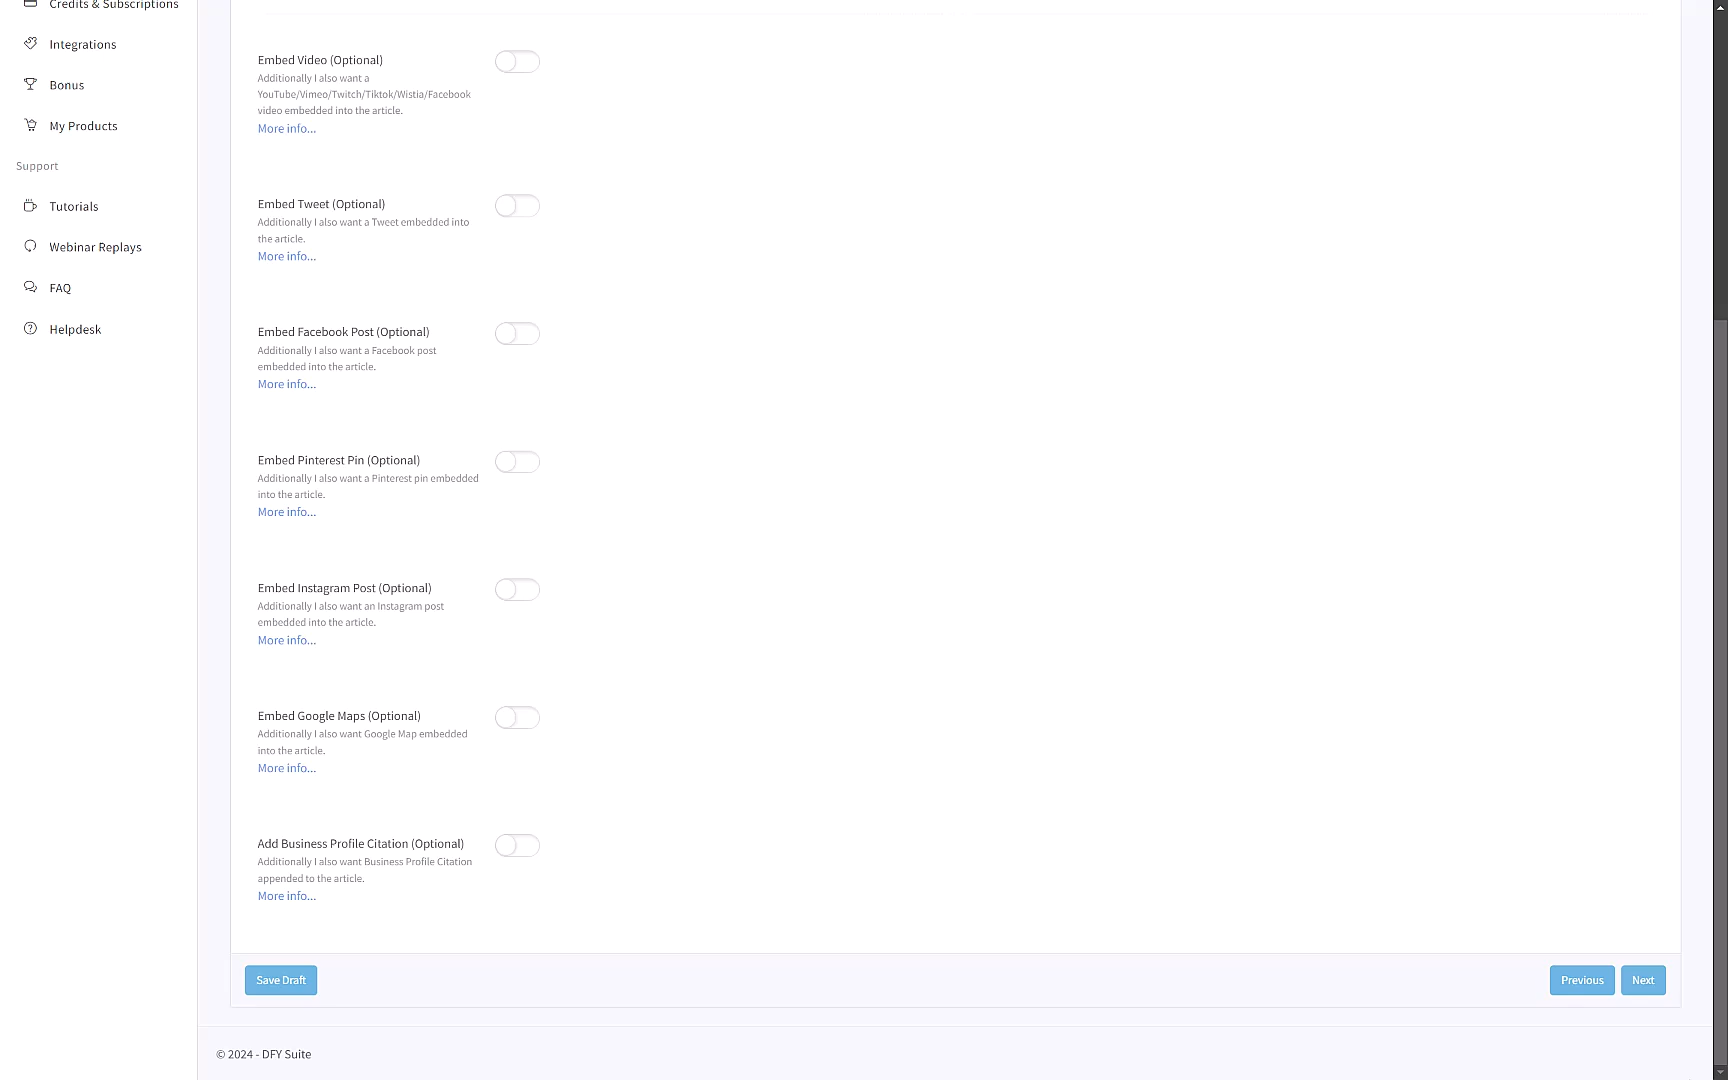 Credits & Subscriptions
Integrations
Bonus
My Products
Support
Tutorials
Webinar Replays
FAQ
Helpdesk
Embed Video (Optional)
Additionally I also want a
YouTube/Vimeo/Twitch/Tiktok/Wistia/Facebook
video embedded into the article.
More info...
Embed Tweet (Optional)
Additionally I also want a Tweet embedded into
the article.
More info...
Embed Facebook Post (Optional)
Additionally I also want a Facebook post
embedded into the article.
More info...
Embed Pinterest Pin (Optional)
Additionally I also want a Pinterest pin embedded
into the article.
More info...
Embed Instagram Post (Optional)
Additionally I also want an Instagram post
embedded into the article.
More info...
Embed Google Maps (Optional)
Additionally I also want Google Map embedded
into the article.
More info...
Add Business Profile Citation (Optional)
Additionally I also want Business Profile Citation
appended to the article.
More info...
Save Draft
Previous
Next
© 2024 - DFY Suite